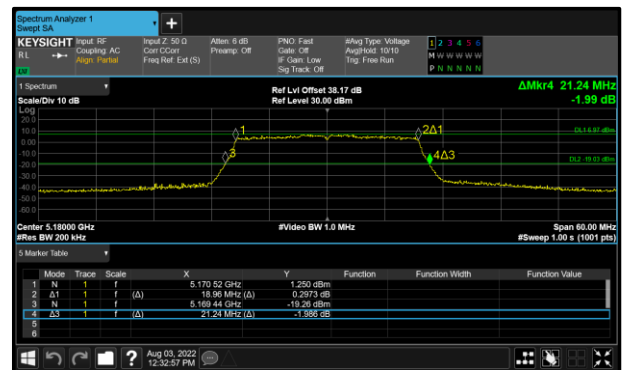 Spectrum Analyzer 1
Swept SA
+
KEYSIGHT Input: RF Input Z: 50 Ω Atten: 6 dB PNO: Fast #Avg Type: Voltage 1 2 3 4 5 6
RL Coupling: AC Corr CCorr Preamp: Off Gate: Off Avg|Hold: 10/10 M W W W W W
Align: Partial Freq Ref: Ext (S) IF Gain: Low Trig: Free Run
Sig Track: Off P N N N N N
LXI
1 Spectrum Ref Lvl Offset 38.17 dB ΔMkr4 21.24 MHz
Scale/Div 10 dB Ref Level 30.00 dBm -1.99 dB
Log
20.0
10.0 1 2Δ1 DL1 6.97 dBm
0.00
-10.0 3 4Δ3
-20.0 DL2 -19.03 dBm
-30.0
-40.0
-50.0
-60.0
Center 5.18000 GHz #Video BW 1.0 MHz Span 60.00 MHz
#Res BW 200 kHz #Sweep 1.00 s (1001 pts)
5 Marker Table
Mode Trace Scale X Y Function Function Width Function Value
1 N 1 f 5.170 52 GHz 1.250 dBm
2 Δ1 1 f (Δ) 18.96 MHz (Δ) 0.2973 dB
3 N 1 f 5.169 44 GHz -19.26 dBm
4 Δ3 1 f (Δ) 21.24 MHz (Δ) -1.986 dB
5
6
? Aug 03, 2022
12:32:57 PM